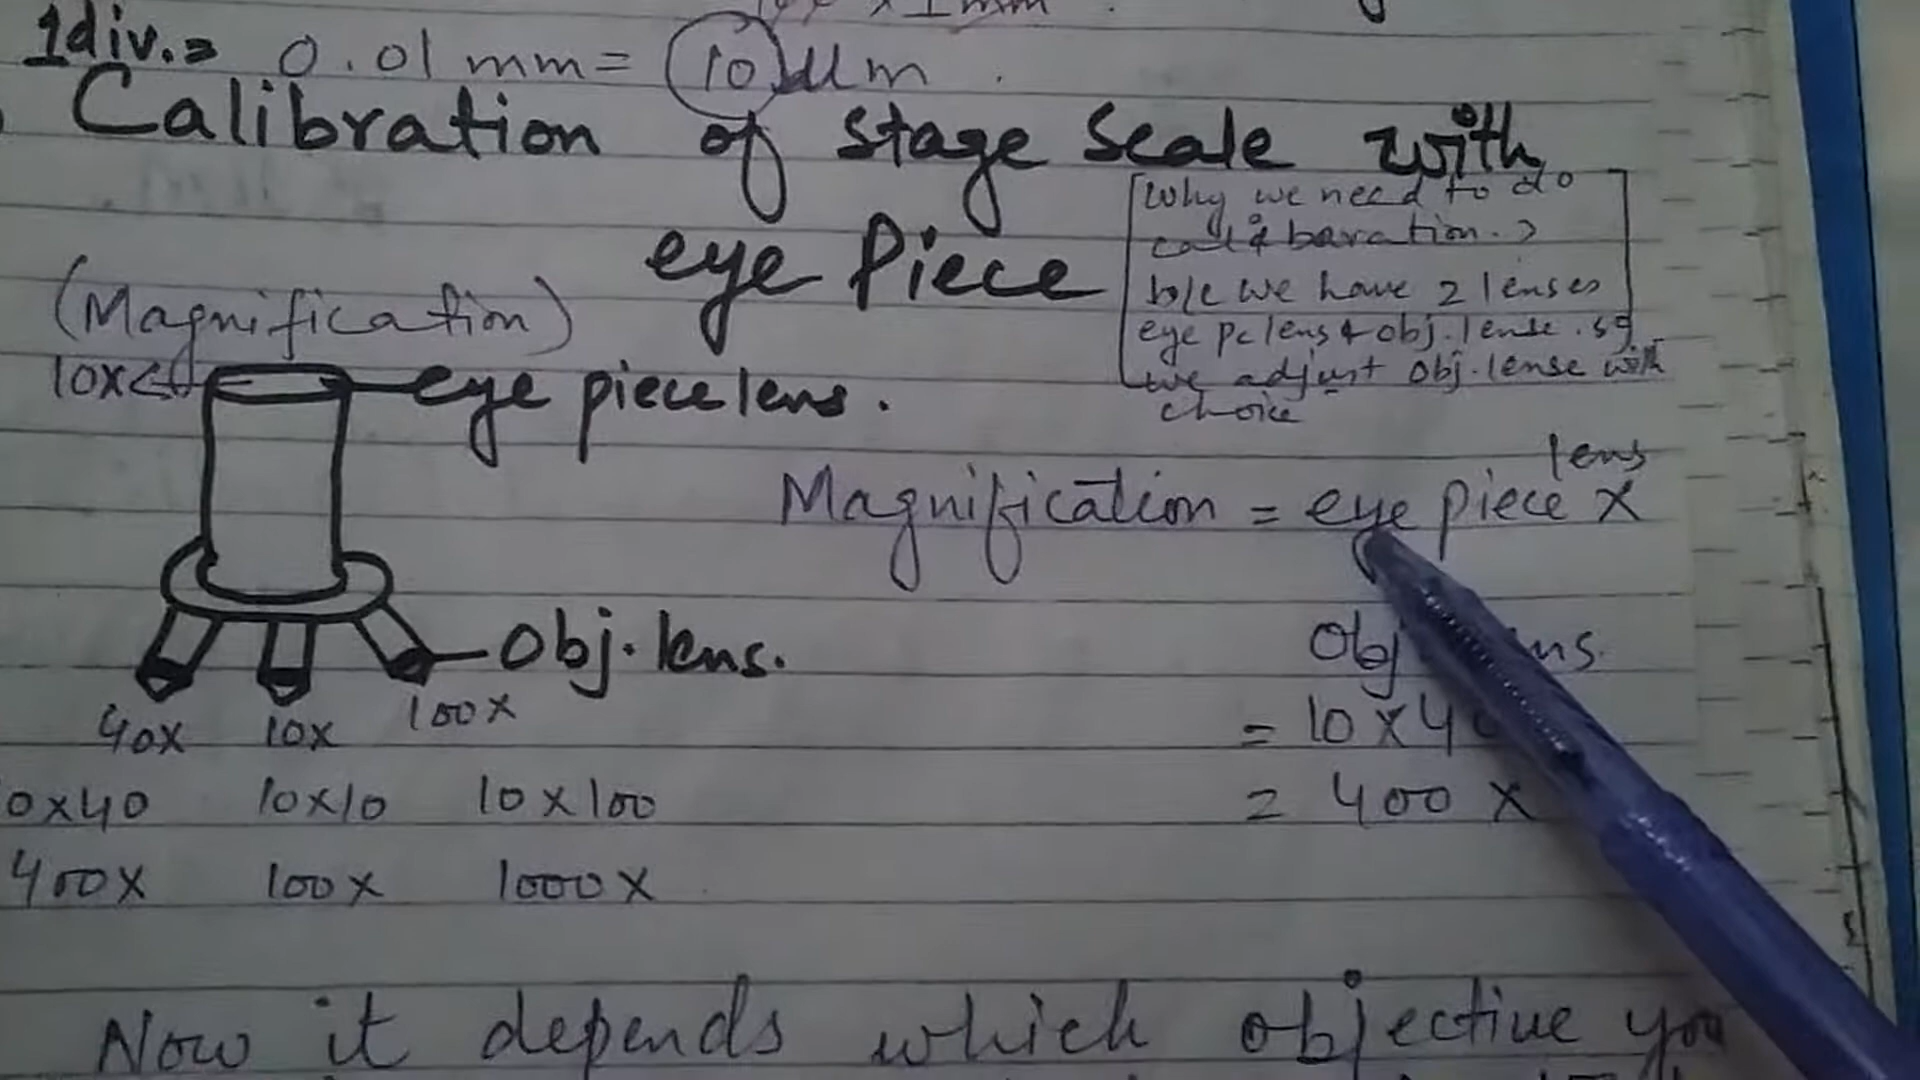 x 1mm
1div.= 0.01 mm = 10 µm
Calibration of stage Scale with
eye Piece
[Why we need to do
calibaration.?
b/c we have 2 lenses
eye pc lens & obj. lense. so
we adjust obj. lense with
choice
(Magnification)
10x eye piece lens.
lens
Magnification = eye piece X
Obj. lens.
40x 10x 100x
Obj lens.
= 10 x 40
= 400 x
0x40 10x10 10x100
400X 100x 1000X
Now it depends which objective you